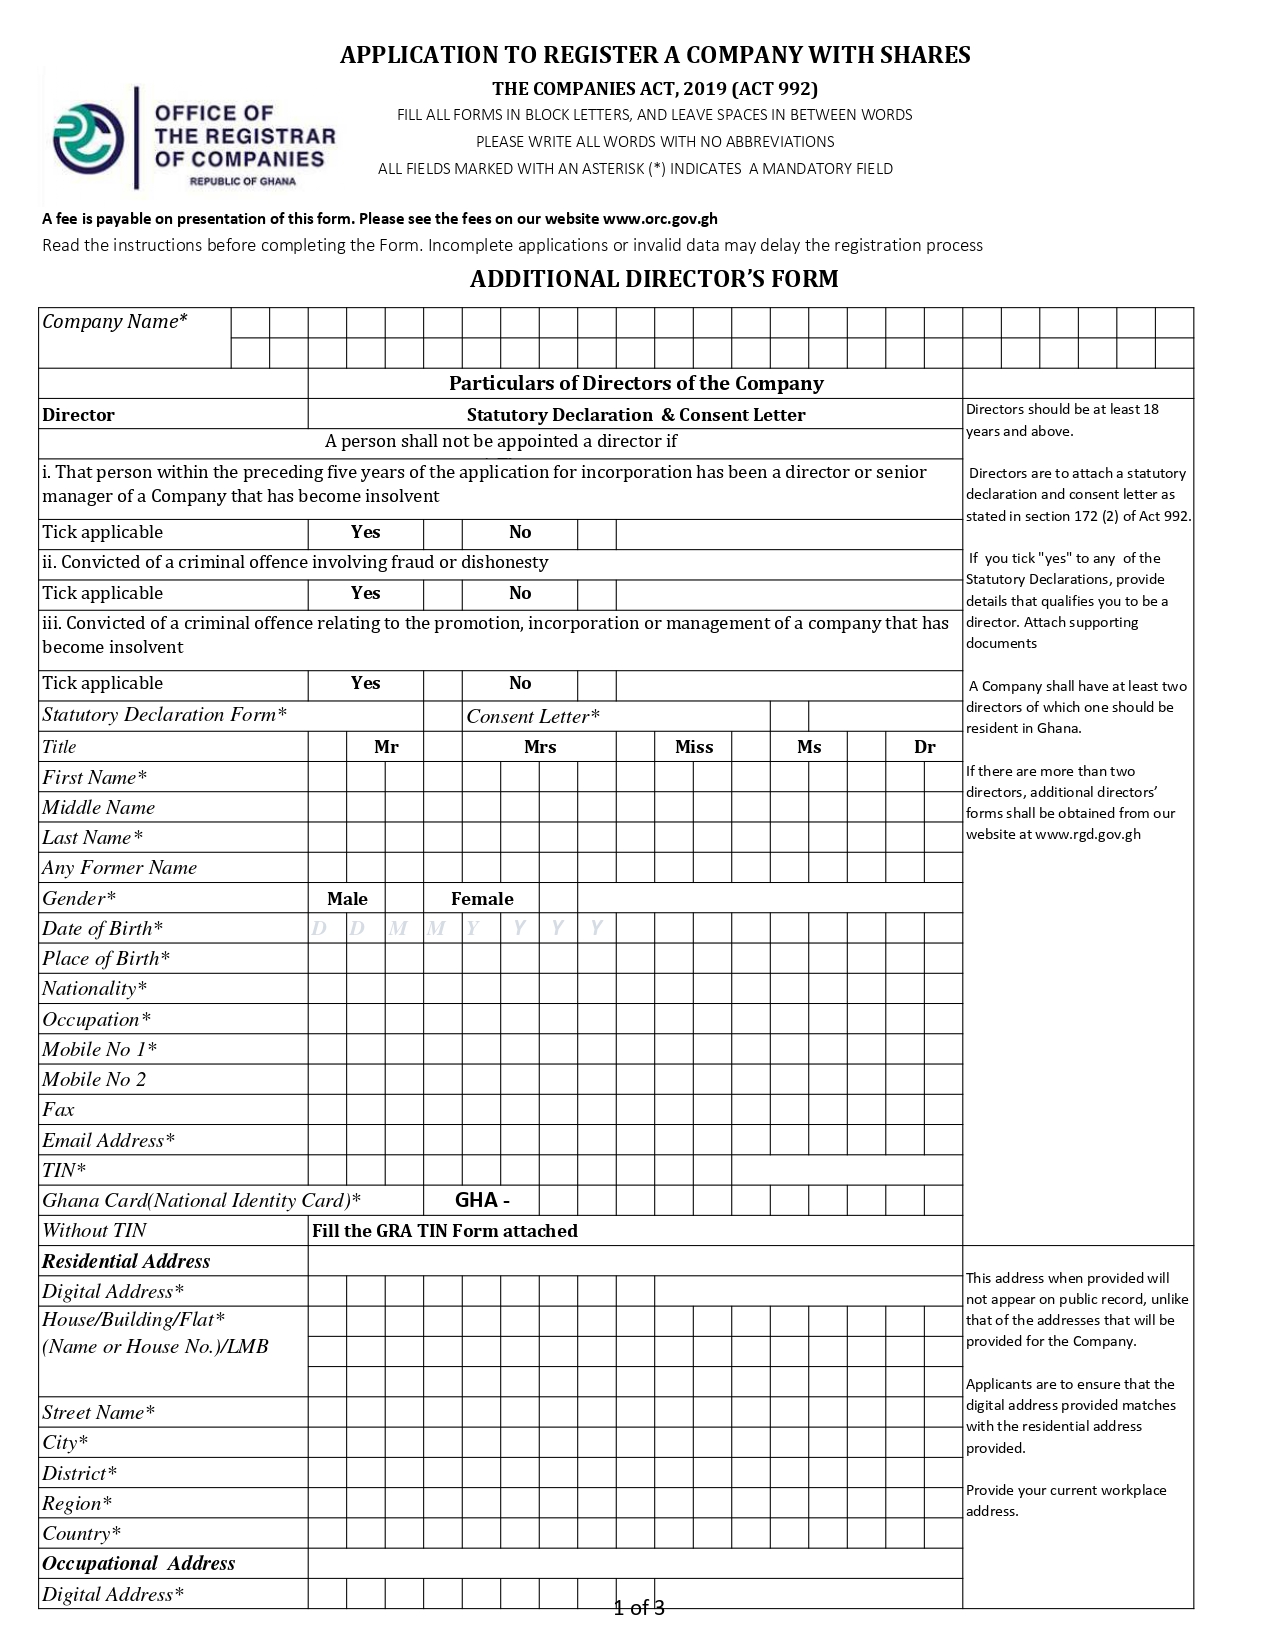 APPLICATION TO REGISTER A COMPANY WITH SHARES
THE COMPANIES ACT, 2019 (ACT 992)
FILL ALL FORMS IN BLOCK LETTERS, AND LEAVE SPACES IN BETWEEN WORDS
PLEASE WRITE ALL WORDS WITH NO ABBREVIATIONS
ALL FIELDS MARKED WITH AN ASTERISK (*) INDICATES A MANDATORY FIELD
OFFICE OF
THE REGISTRAR
OF COMPANIES
REPUBLIC OF GHANA
A fee is payable on presentation of this form. Please see the fees on our website www.orc.gov.gh
Read the instructions before completing the Form. Incomplete applications or invalid data may delay the registration process
ADDITIONAL DIRECTOR'S FORM
Company Name*
Particulars of Directors of the Company
Director
Statutory Declaration & Consent Letter
A person shall not be appointed a director if
i. That person within the preceding five years of the application for incorporation has been a director or senior
manager of a Company that has become insolvent
Tick applicable Yes No
ii. Convicted of a criminal offence involving fraud or dishonesty
Tick applicable Yes No
iii. Convicted of a criminal offence relating to the promotion, incorporation or management of a company that has
become insolvent
Tick applicable Yes No
Statutory Declaration Form* Consent Letter*
Title Mr Mrs Miss Ms Dr
First Name*
Middle Name
Last Name*
Any Former Name
Gender* Male Female
Date of Birth* D D M M Y Y Y Y
Place of Birth*
Nationality*
Occupation*
Mobile No 1*
Mobile No 2
Fax
Email Address*
TIN*
Ghana Card(National Identity Card)* GHA -
Without TIN Fill the GRA TIN Form attached
Directors should be at least 18
years and above.
Directors are to attach a statutory
declaration and consent letter as
stated in section 172 (2) of Act 992.
If you tick "yes" to any of the
Statutory Declarations, provide
details that qualifies you to be a
director. Attach supporting
documents
A Company shall have at least two
directors of which one should be
resident in Ghana.
If there are more than two
directors, additional directors'
forms shall be obtained from our
website at www.rgd.gov.gh
Residential Address
Digital Address*
House/Building/Flat*
(Name or House No.)/LMB
Street Name*
City*
District*
Region*
Country*
Occupational Address
Digital Address*
This address when provided will
not appear on public record, unlike
that of the addresses that will be
provided for the Company.
Applicants are to ensure that the
digital address provided matches
with the residential address
provided.
Provide your current workplace
address.
1 of 3